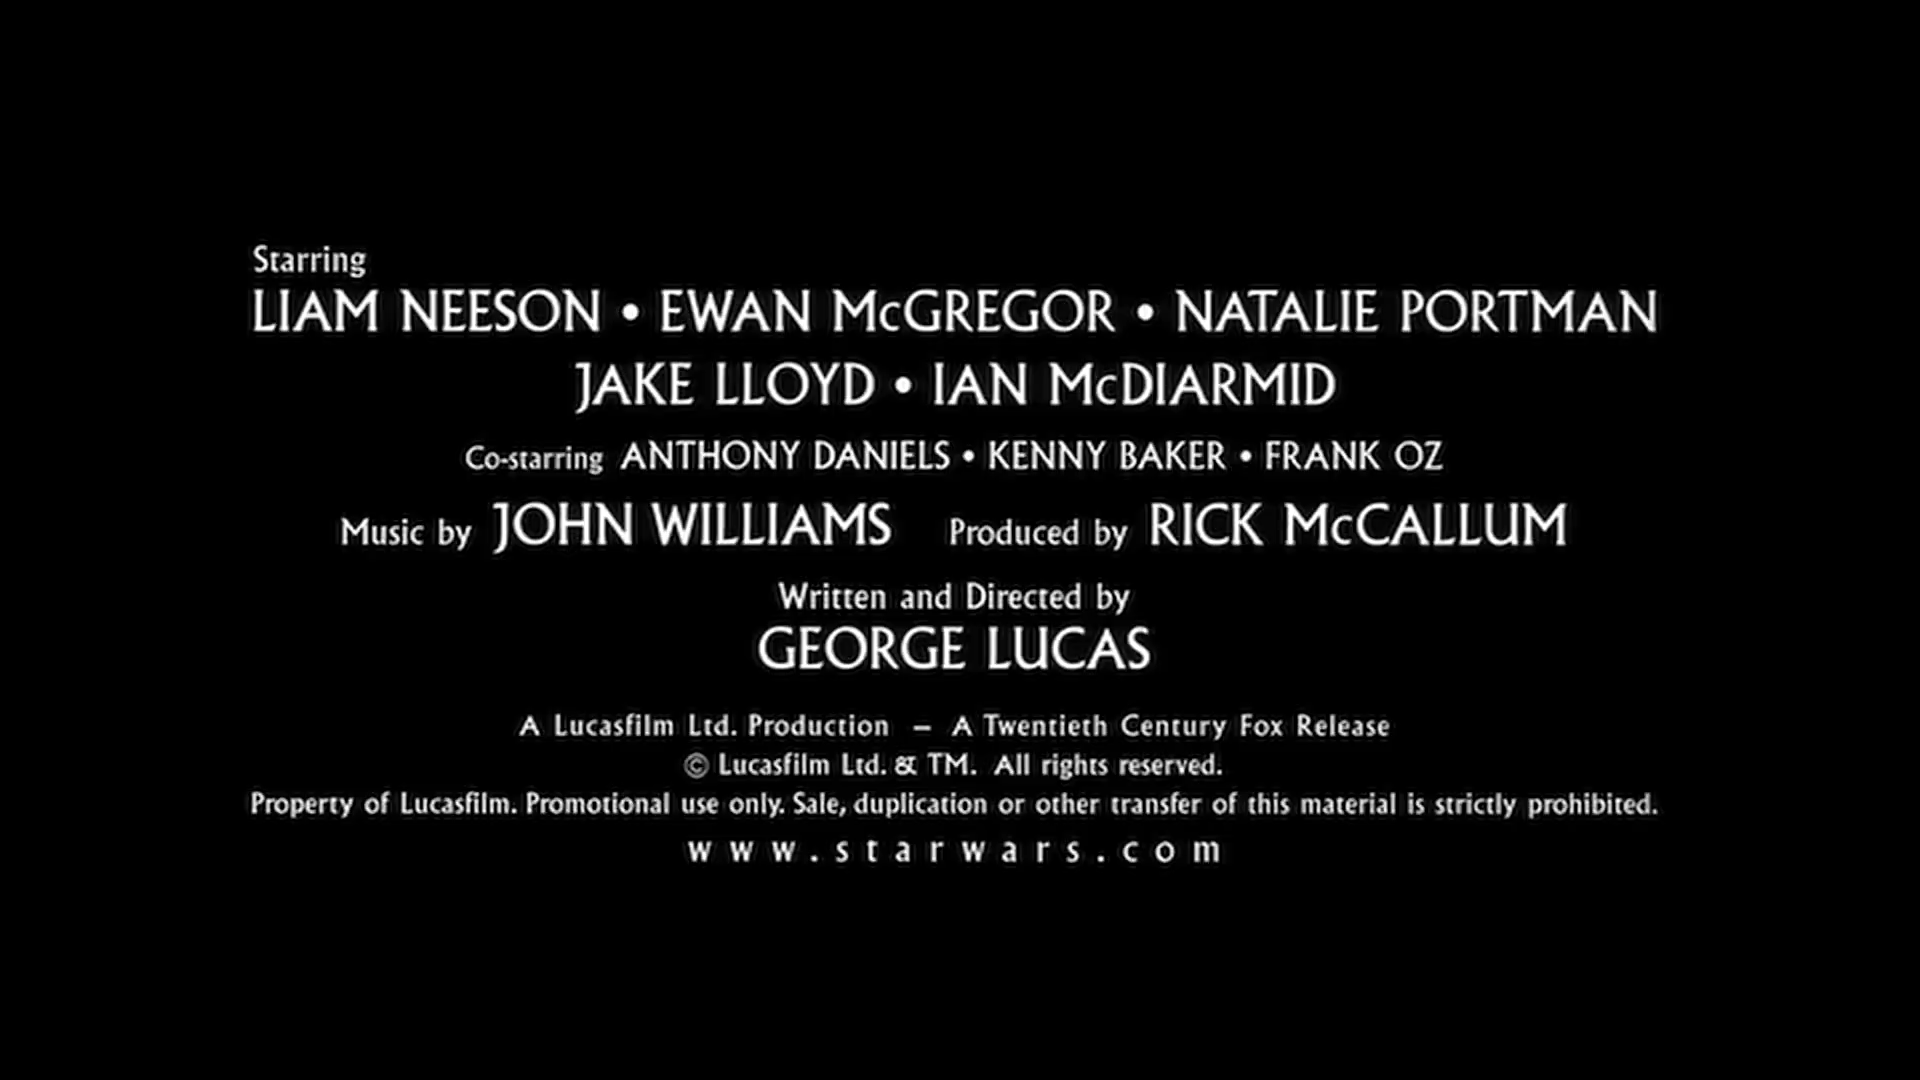 Starring
LIAM NEESON • EWAN McGREGOR • NATALIE PORTMAN
JAKE LLOYD • IAN McDIARMID
Co-starring ANTHONY DANIELS • KENNY BAKER • FRANK OZ
Music by JOHN WILLIAMS Produced by RICK McCALLUM
Written and Directed by
GEORGE LUCAS
A Lucasfilm Ltd. Production – A Twentieth Century Fox Release
© Lucasfilm Ltd. & TM. All rights reserved.
Property of Lucasfilm. Promotional use only. Sale, duplication or other transfer of this material is strictly prohibited.
www.starwars.com